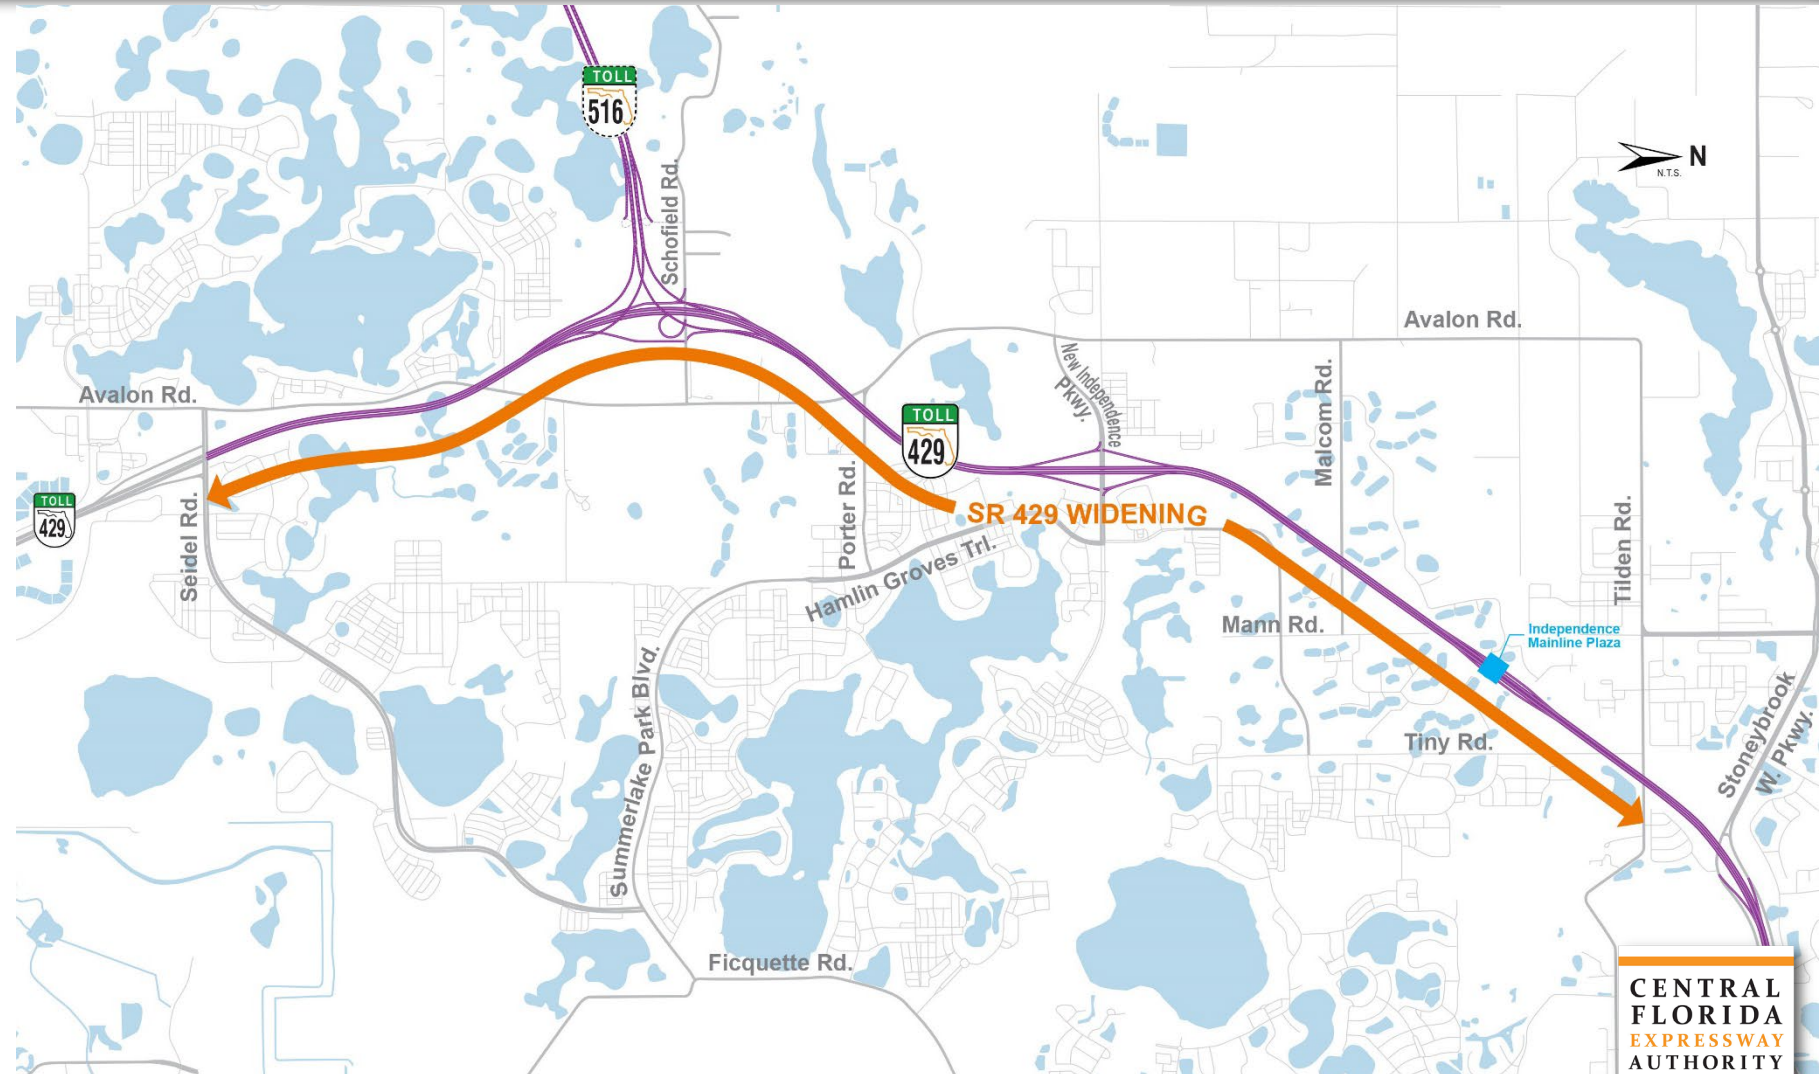 TOLL
516
Schofield Rd.
N
N.T.S.
Avalon Rd.
New Independence
Pkwy.
Avalon Rd.
Malcom Rd.
TOLL
429
TOLL
429
Seidel Rd.
Porter Rd.
SR 429 WIDENING
Tilden Rd.
Hamlin Groves Trl.
Mann Rd.
Independence
Mainline Plaza
Summerlake Park Blvd.
Tiny Rd.
Stoneybrook
W. Pkwy.
Ficquette Rd.
CENTRAL
FLORIDA
EXPRESSWAY
AUTHORITY